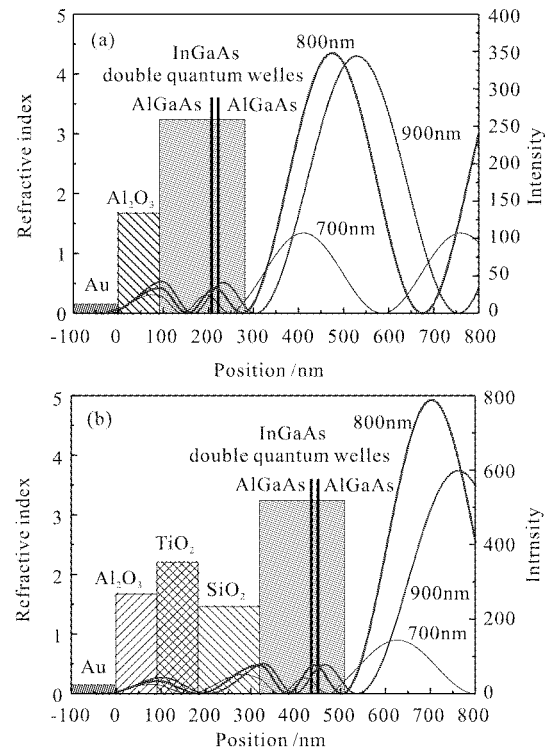 (a)
InGaAs
double quantum welles
AlGaAs AlGaAs
800nm
900nm
700nm
Al2O3
Au
Refractive index
Intensity
5
4
3
2
1
0
400
350
300
250
200
150
100
50
0
-100 0 100 200 300 400 500 600 700 800
Position /nm
(b)
InGaAs
double quantum welles
AlGaAs AlGaAs
800nm
900nm
700nm
TiO2
Al2O3
SiO2
Au
Refractive index
Intrnsity
5
4
3
2
1
0
800
600
400
200
0
-100 0 100 200 300 400 500 600 700 800
Position /nm